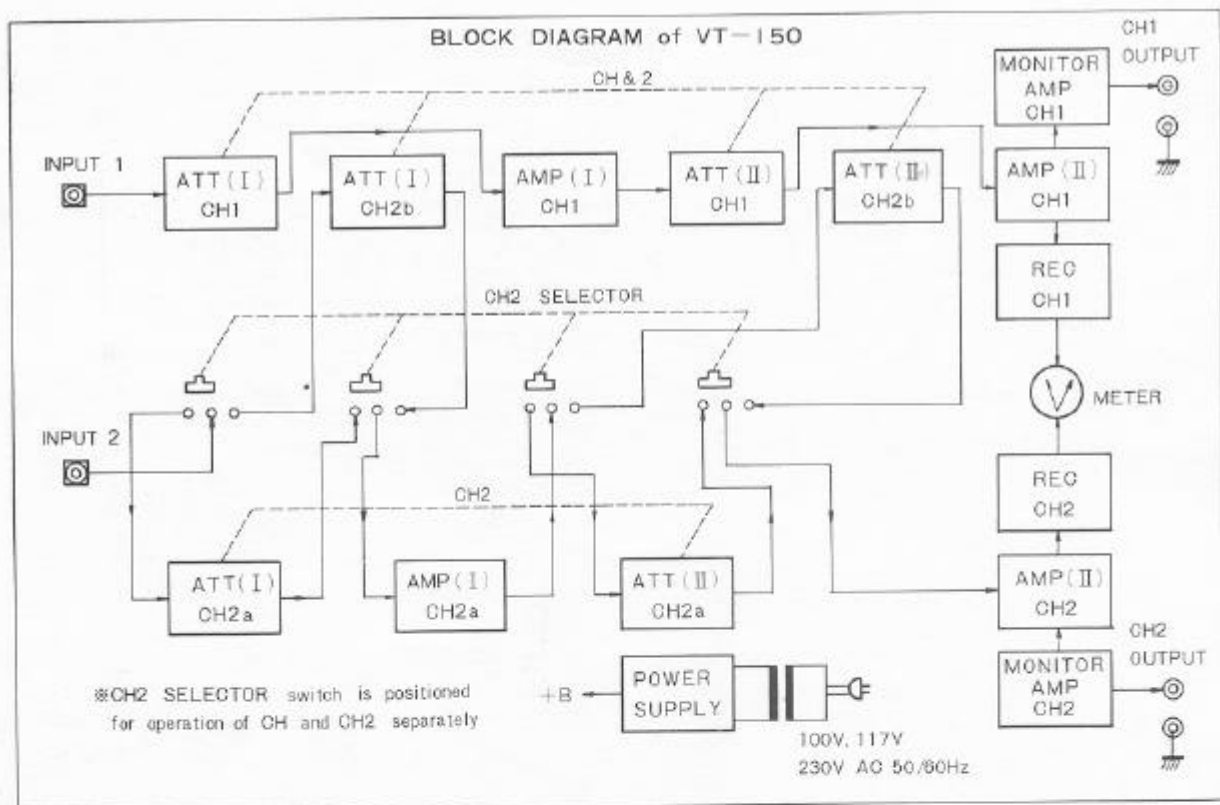 BLOCK DIAGRAM of VT-150
CH1
OUTPUT
MONITOR
AMP
CH1
CH & 2
INPUT 1
ATT(I)
CH1
ATT(I)
CH2b
AMP(I)
CH1
ATT(II)
CH1
ATT(II)
CH2b
AMP(II)
CH1
REC
CH1
CH2 SELECTOR
METER
INPUT 2
REC
CH2
CH2
ATT(I)
CH2a
AMP(I)
CH2a
ATT(II)
CH2a
AMP(II)
CH2
CH2
OUTPUT
MONITOR
AMP
CH2
※CH2 SELECTOR switch is positioned
for operation of CH and CH2 separately
+B
POWER
SUPPLY
100V, 117V
230V AC 50/60Hz